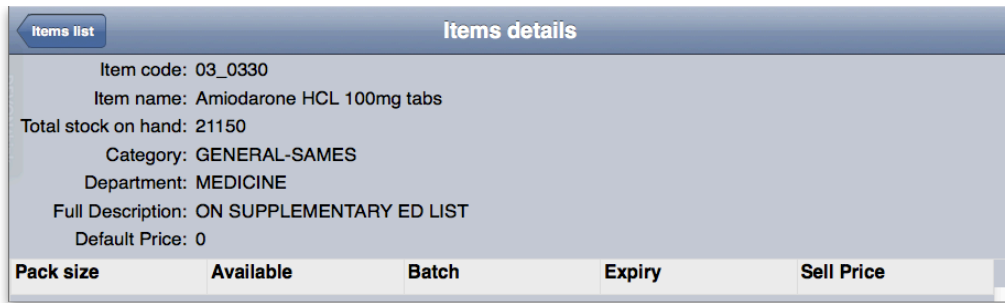 Items list
Items details
Item code: 03_0330
Item name: Amiodarone HCL 100mg tabs
Total stock on hand: 21150
Category: GENERAL-SAMES
Department: MEDICINE
Full Description: ON SUPPLEMENTARY ED LIST
Default Price: 0
Pack size Available Batch Expiry Sell Price